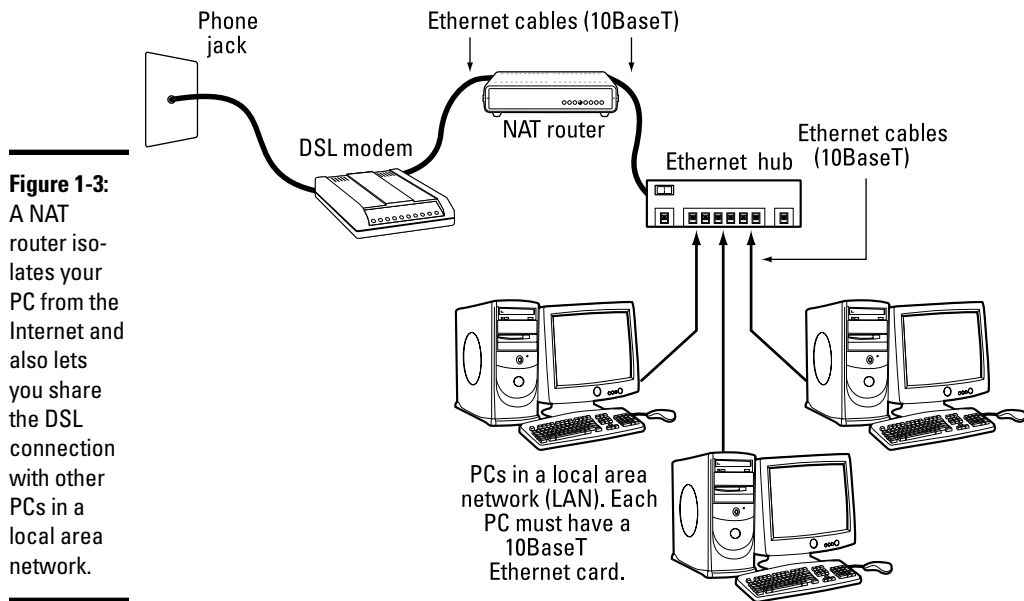 Phone
jack
Ethernet cables (10BaseT)
NAT router
DSL modem
Ethernet hub
Ethernet cables
(10BaseT)
Figure 1-3:
A NAT
router iso-
lates your
PC from the
Internet and
also lets
you share
the DSL
connection
with other
PCs in a
local area
network.
PCs in a local area
network (LAN). Each
PC must have a
10BaseT
Ethernet card.